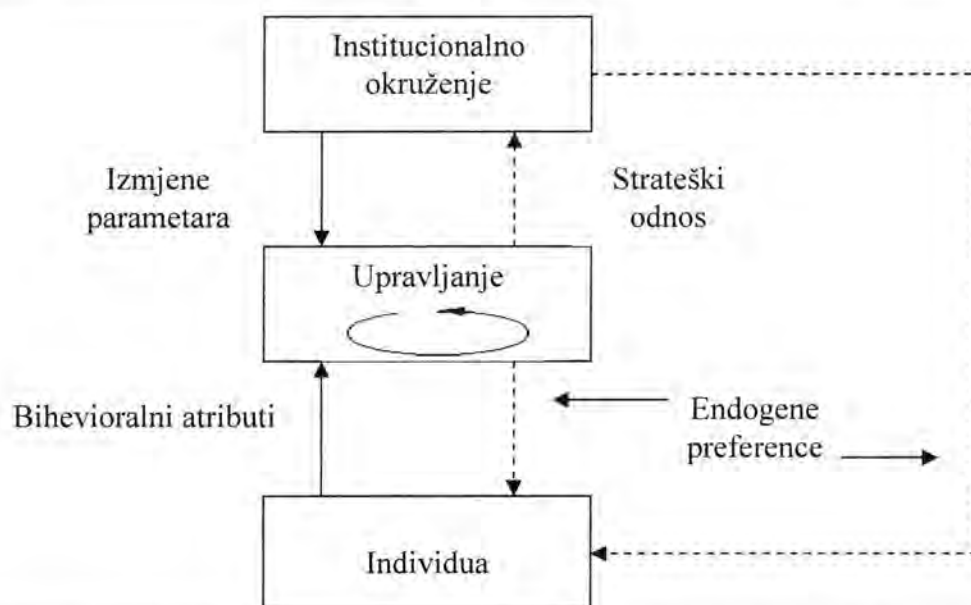 Institucionalno
okruženje
Izmjene
parametara
Strateški
odnos
Upravljanje
Bihevioralni atributi
Endogene
preference
Individua